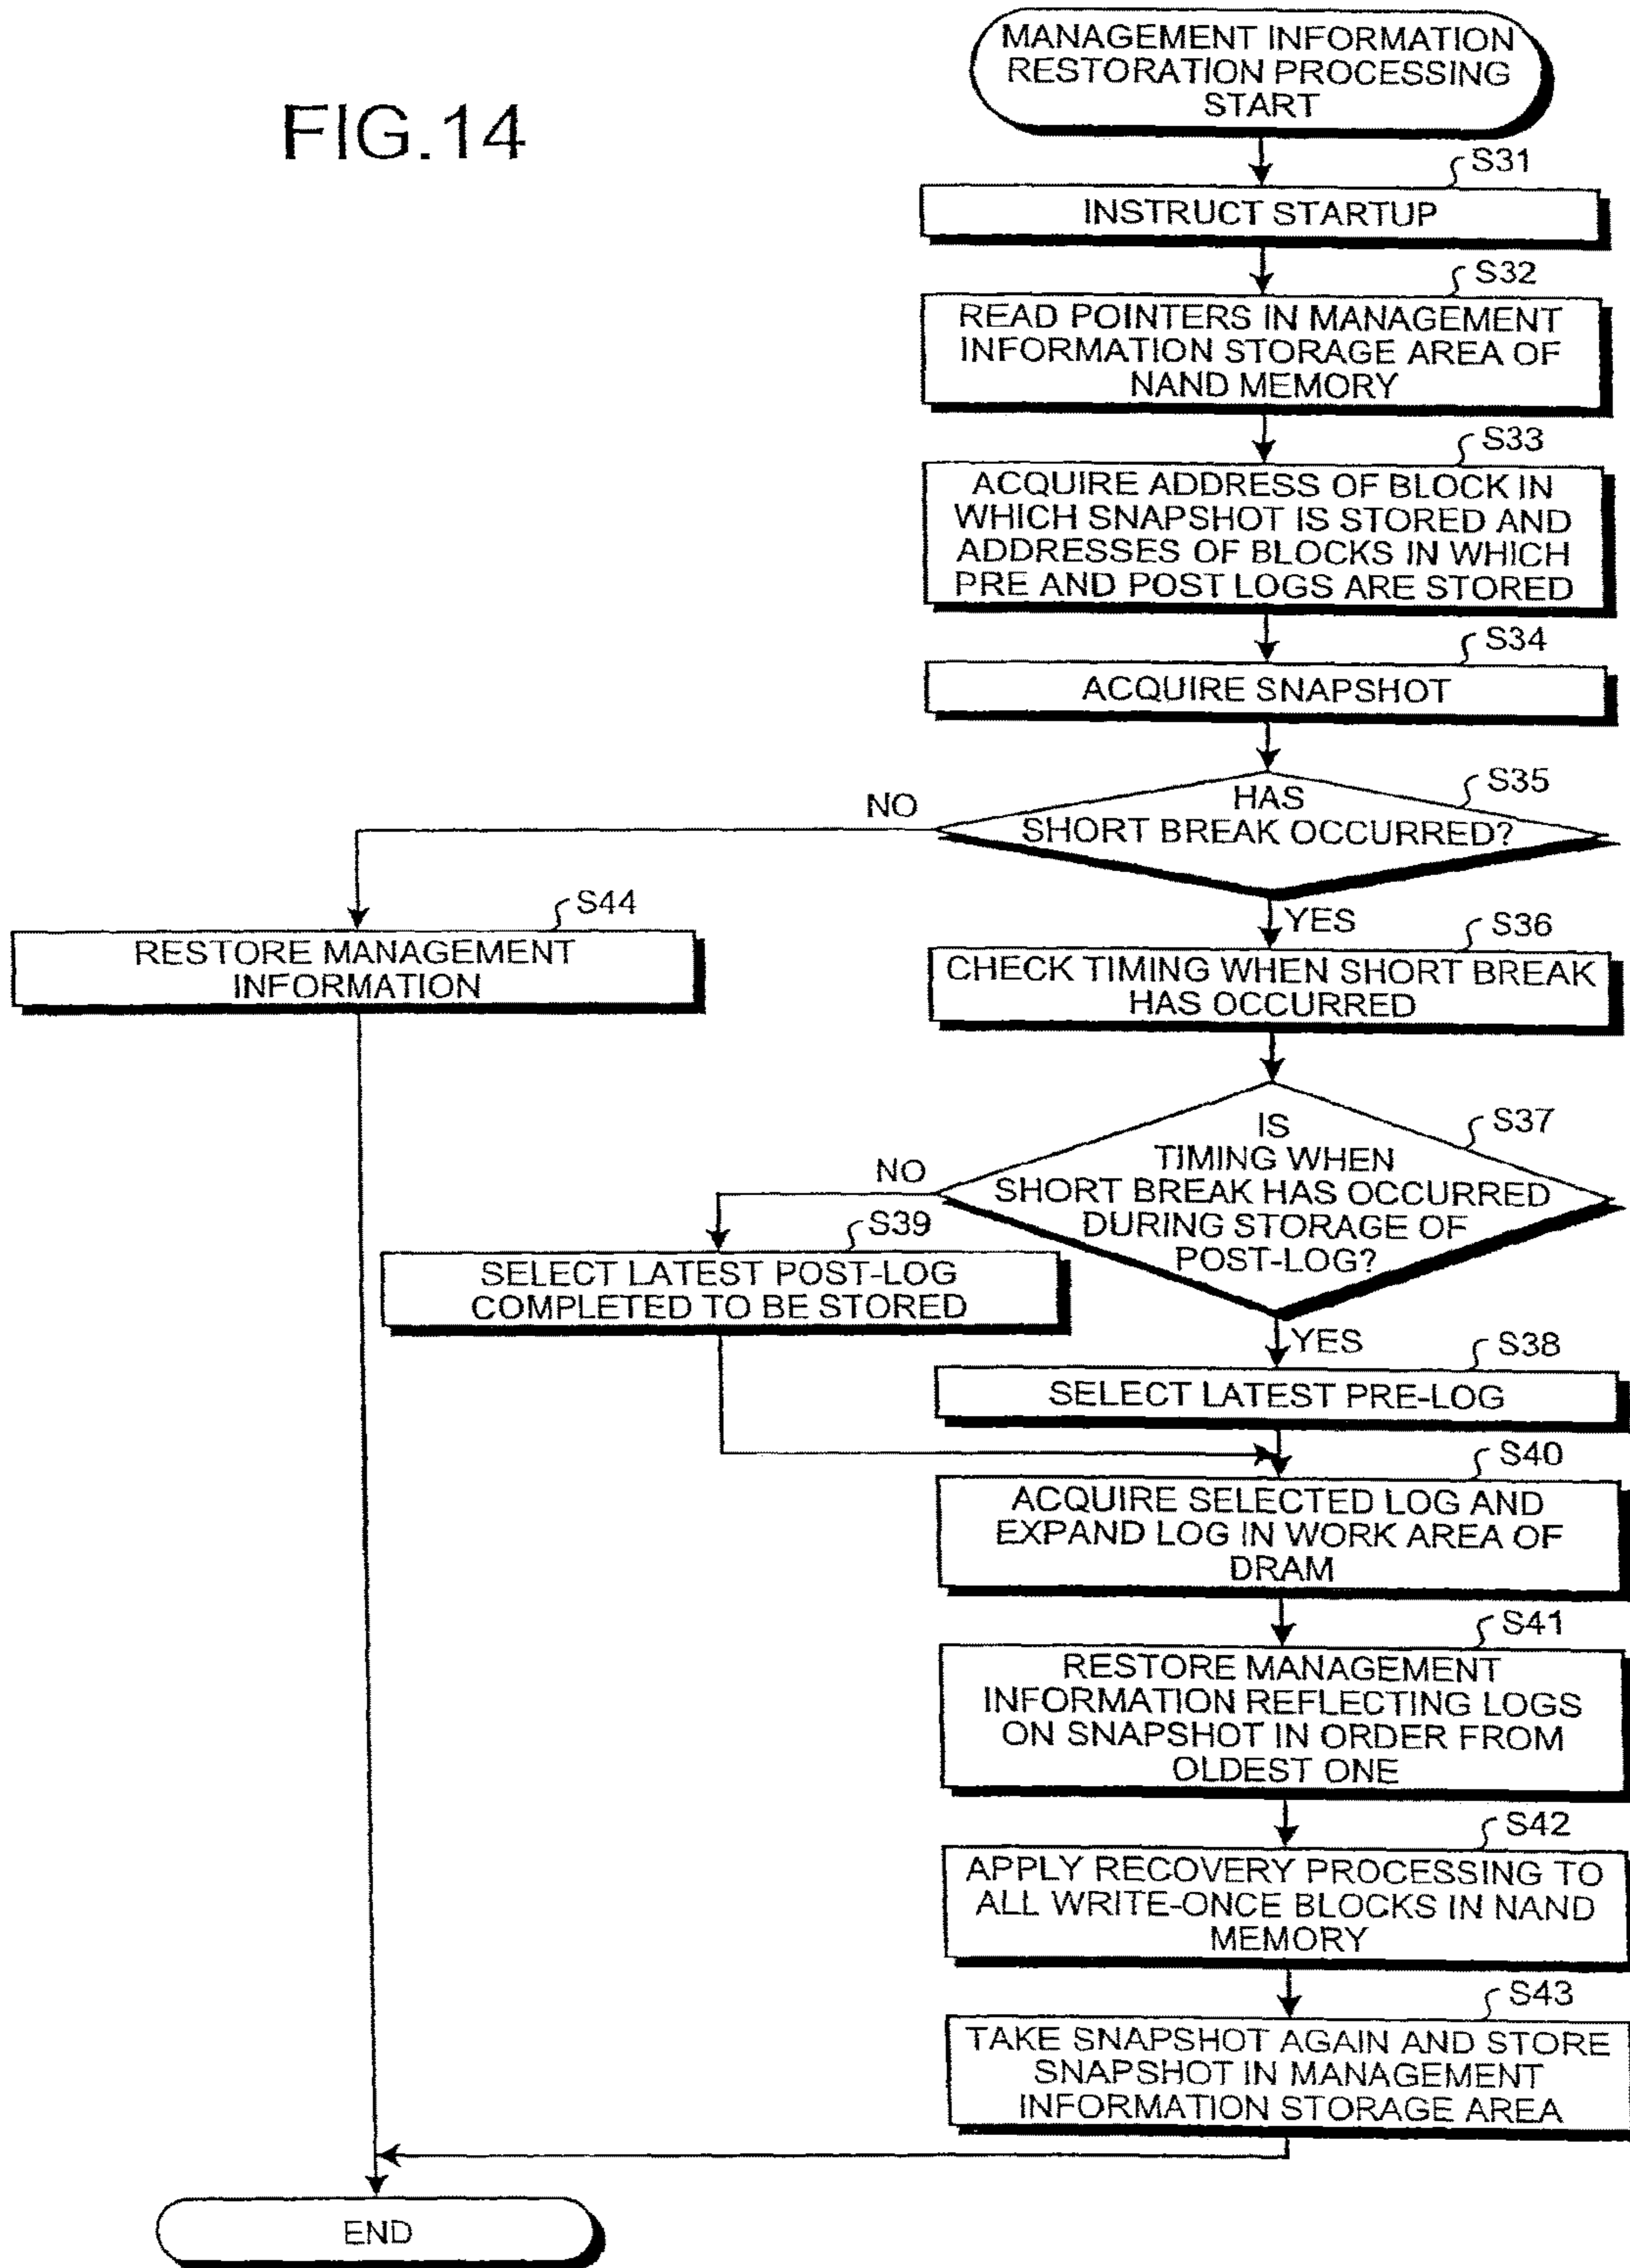 FIG.14
MANAGEMENT INFORMATION
RESTORATION PROCESSING
START
S31
INSTRUCT STARTUP
S32
READ POINTERS IN MANAGEMENT
INFORMATION STORAGE AREA OF
NAND MEMORY
S33
ACQUIRE ADDRESS OF BLOCK IN
WHICH SNAPSHOT IS STORED AND
ADDRESSES OF BLOCKS IN WHICH
PRE AND POST LOGS ARE STORED
S34
ACQUIRE SNAPSHOT
S35
HAS
SHORT BREAK OCCURRED?
NO
YES
S44
RESTORE MANAGEMENT
INFORMATION
S36
CHECK TIMING WHEN SHORT BREAK
HAS OCCURRED
S37
IS
TIMING WHEN
SHORT BREAK HAS OCCURRED
DURING STORAGE OF
POST-LOG?
NO
YES
S39
SELECT LATEST POST-LOG
COMPLETED TO BE STORED
S38
SELECT LATEST PRE-LOG
S40
ACQUIRE SELECTED LOG AND
EXPAND LOG IN WORK AREA OF
DRAM
S41
RESTORE MANAGEMENT
INFORMATION REFLECTING LOGS
ON SNAPSHOT IN ORDER FROM
OLDEST ONE
S42
APPLY RECOVERY PROCESSING TO
ALL WRITE-ONCE BLOCKS IN NAND
MEMORY
S43
TAKE SNAPSHOT AGAIN AND STORE
SNAPSHOT IN MANAGEMENT
INFORMATION STORAGE AREA
END